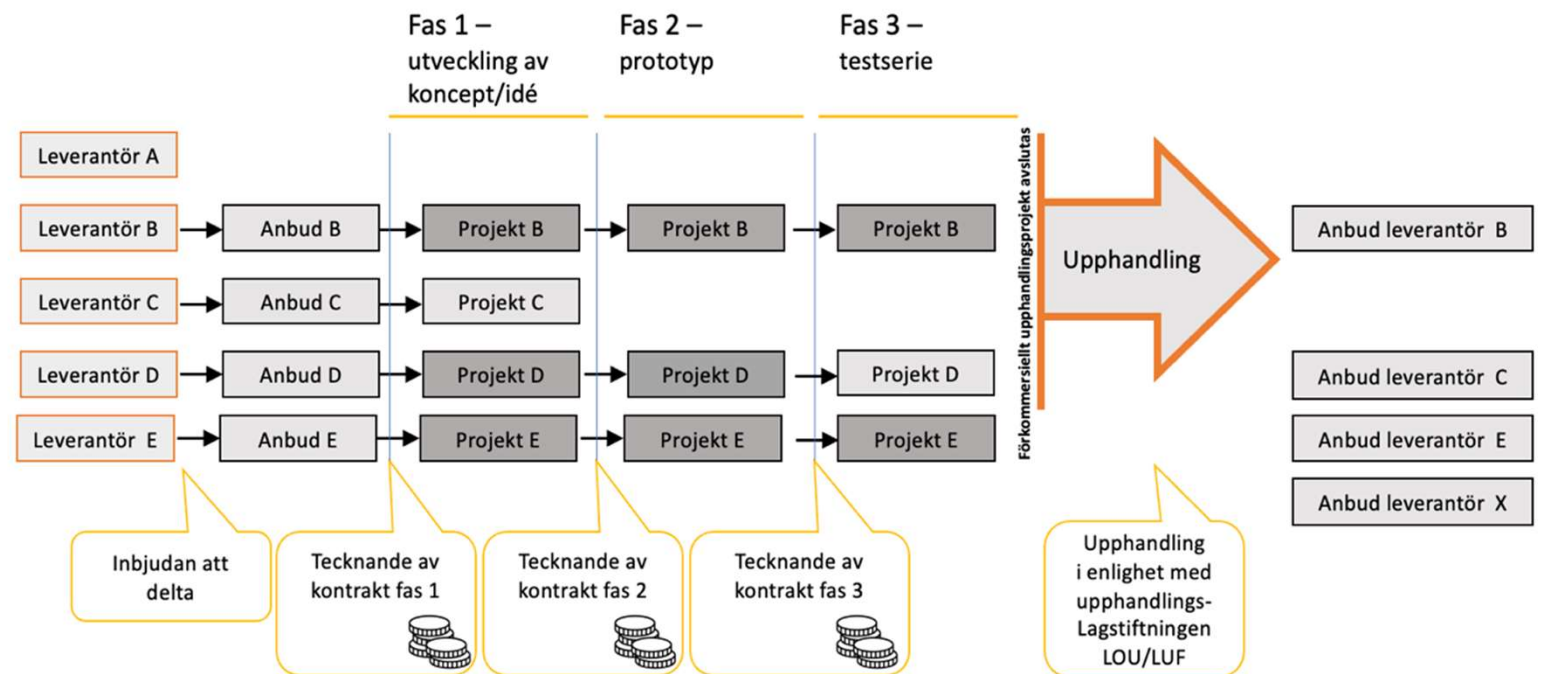 Fas 1 –
utveckling av
koncept/idé
Fas 2 –
prototyp
Fas 3 –
testserie
Leverantör A
Leverantör B
Anbud B
Projekt B
Projekt B
Projekt B
Leverantör C
Anbud C
Projekt C
Leverantör D
Anbud D
Projekt D
Projekt D
Projekt D
Leverantör E
Anbud E
Projekt E
Projekt E
Projekt E
Förkommersiellt upphandlingsprojekt avslutas
Upphandling
Anbud leverantör B
Anbud leverantör C
Anbud leverantör E
Anbud leverantör X
Inbjudan att
delta
Tecknande av
kontrakt fas 1
Tecknande av
kontrakt fas 2
Tecknande av
kontrakt fas 3
Upphandling
i enlighet med
upphandlings-
Lagstiftningen
LOU/LUF